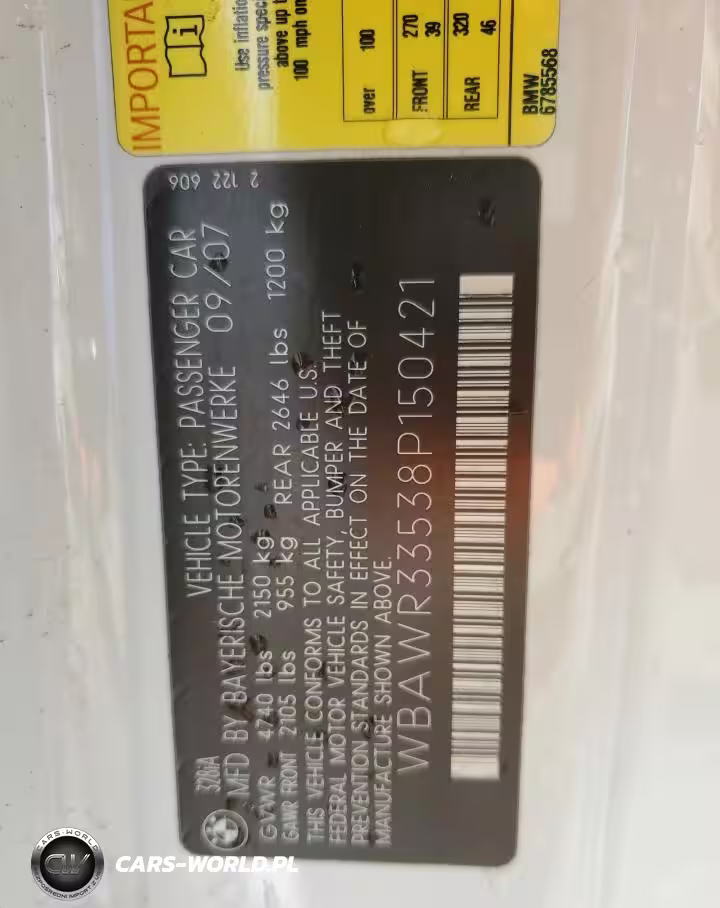 IMPORTA
Use inflatio
pressure spec
above up t
100 mph on
over 100
FRONT 270 39
REAR 320 46
BMW
6785568
2 122 606
328iA
VEHICLE TYPE: PASSENGER CAR
MFD BY BAYERISCHE MOTORENWERKE 09/07
GVWR 4740 lbs 2150 kg
GAWR FRONT 2105 lbs 955 kg REAR 2646 lbs 1200 kg
THIS VEHICLE CONFORMS TO ALL APPLICABLE U.S.
FEDERAL MOTOR VEHICLE SAFETY, BUMPER AND THEFT
PREVENTION STANDARDS IN EFFECT ON THE DATE OF
MANUFACTURE SHOWN ABOVE.
WBAWR33538P150421
CARS-WORLD
CW
CARS-WORLD.PL